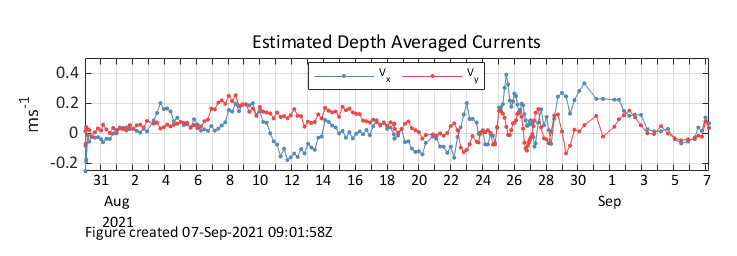 Estimated Depth Averaged Currents
Vx Vy
ms-1
0.4
0.2
0
-0.2
31 2 4 6 8 10 12 14 16 18 20 22 24 26 28 30 1 3 5 7
Aug Sep
2021
Figure created 07-Sep-2021 09:01:58Z